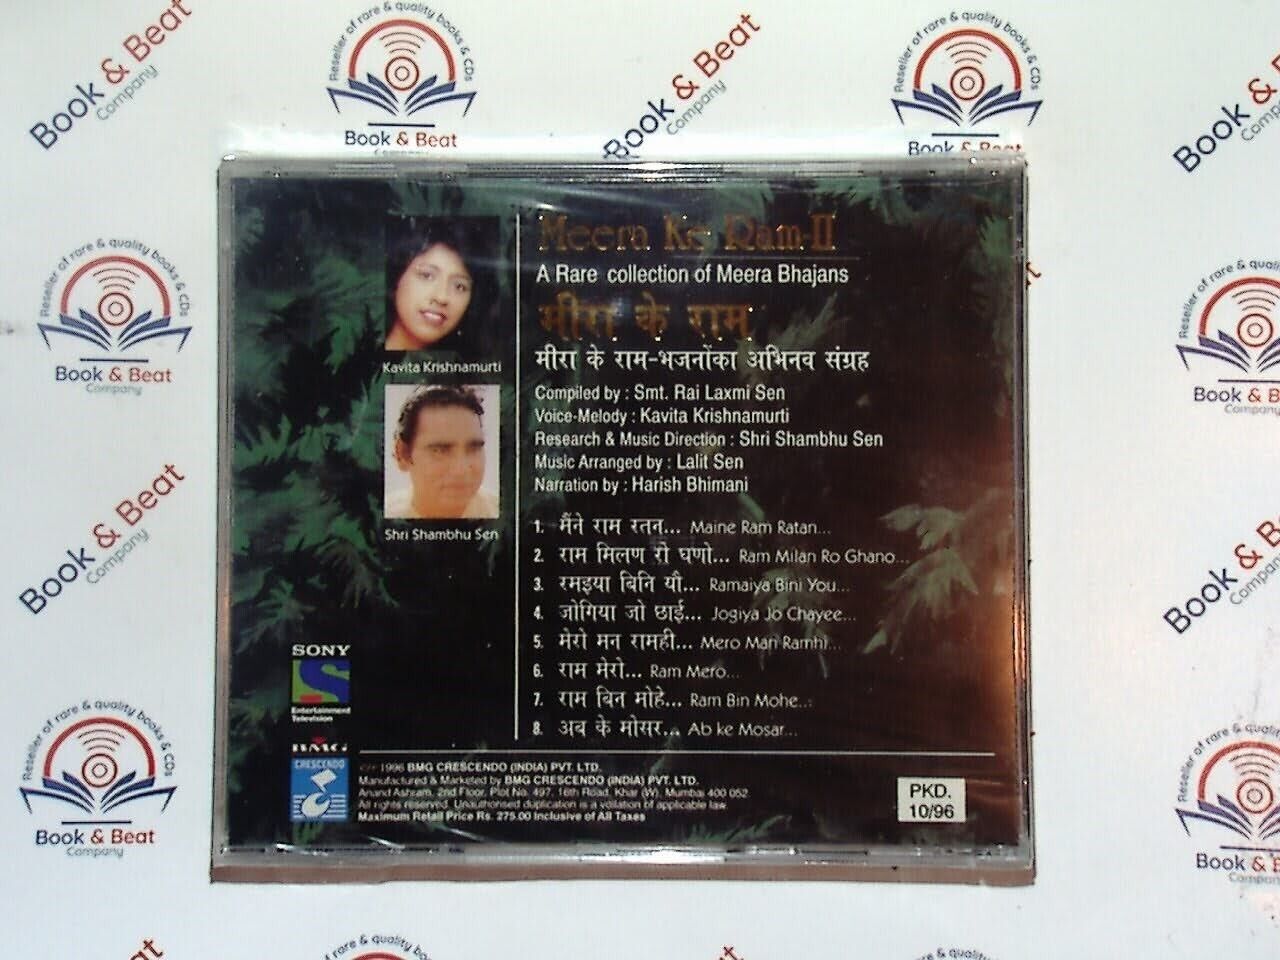 Meera Ke Ram-II
A Rare collection of Meera Bhajans
मीरा के राम
मीरा के राम-भजनोंका अभिनव संग्रह
Kavita Krishnamurti
Compiled by : Smt. Rai Laxmi Sen
Voice-Melody : Kavita Krishnamurti
Research & Music Direction : Shri Shambhu Sen
Music Arranged by : Lalit Sen
Narration by : Harish Bhimani
Shri Shambhu Sen
1. मैंने राम रतन... Maine Ram Ratan...
2. राम मिलण रो घणो... Ram Milan Ro Ghano...
3. रमइया बिनि यौ... Ramaiya Bini You...
4. जोगिया जो छाई... Jogiya Jo Chayee...
5. मेरो मन रामही... Mero Man Ramhi...
6. राम मेरो... Ram Mero...
7. राम बिन मोहे... Ram Bin Mohe...
8. अब के मोसर... Ab ke Mosar...
SONY
Entertainment
Television
BMG
CRESCENDO
1996 BMG CRESCENDO (INDIA) PVT. LTD.
Manufactured & Marketed by BMG CRESCENDO (INDIA) PVT. LTD.
Anand Ashram, 2nd Floor, Plot No. 497, 16th Road, Khar (W), Mumbai 400 052
All rights reserved. Unauthorised duplication is a voilation of applicable law
Maximum Retail Price Rs. 275.00 Inclusive of All Taxes
PKD.
10/96
Reseller of rare & quality books & CDs
Book & Beat
Company